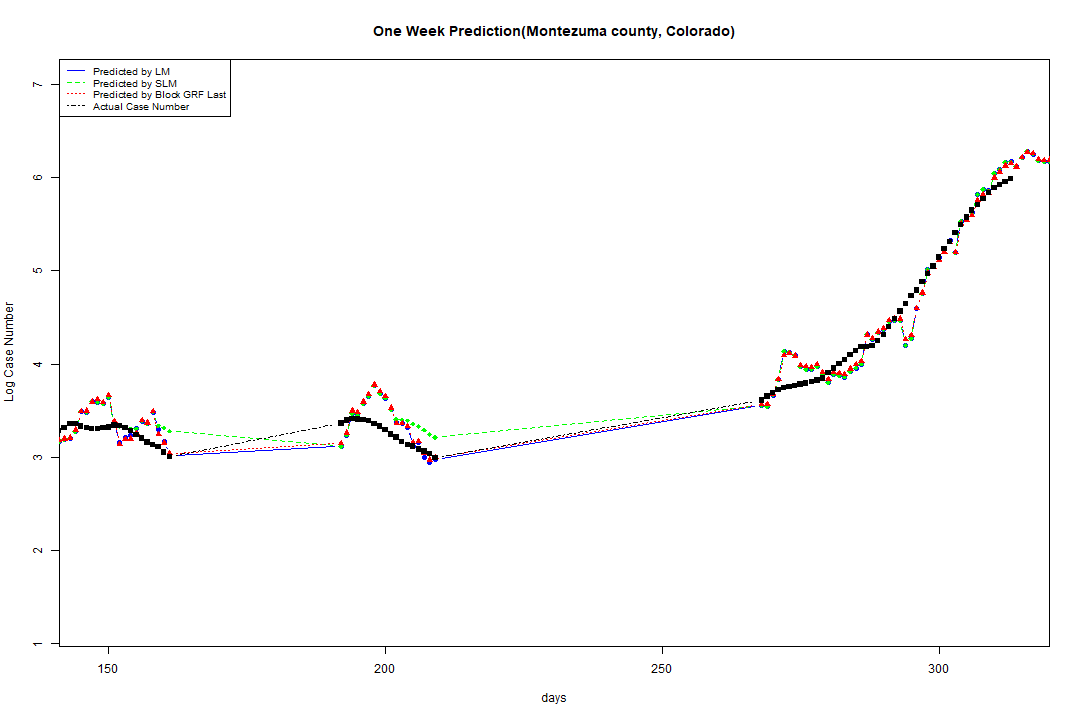 One Week Prediction(Montezuma county, Colorado)
Predicted by LM
Predicted by SLM
Predicted by Block GRF Last
Actual Case Number
7
6
5
4
3
2
1
Log Case Number
150 200 250 300
days